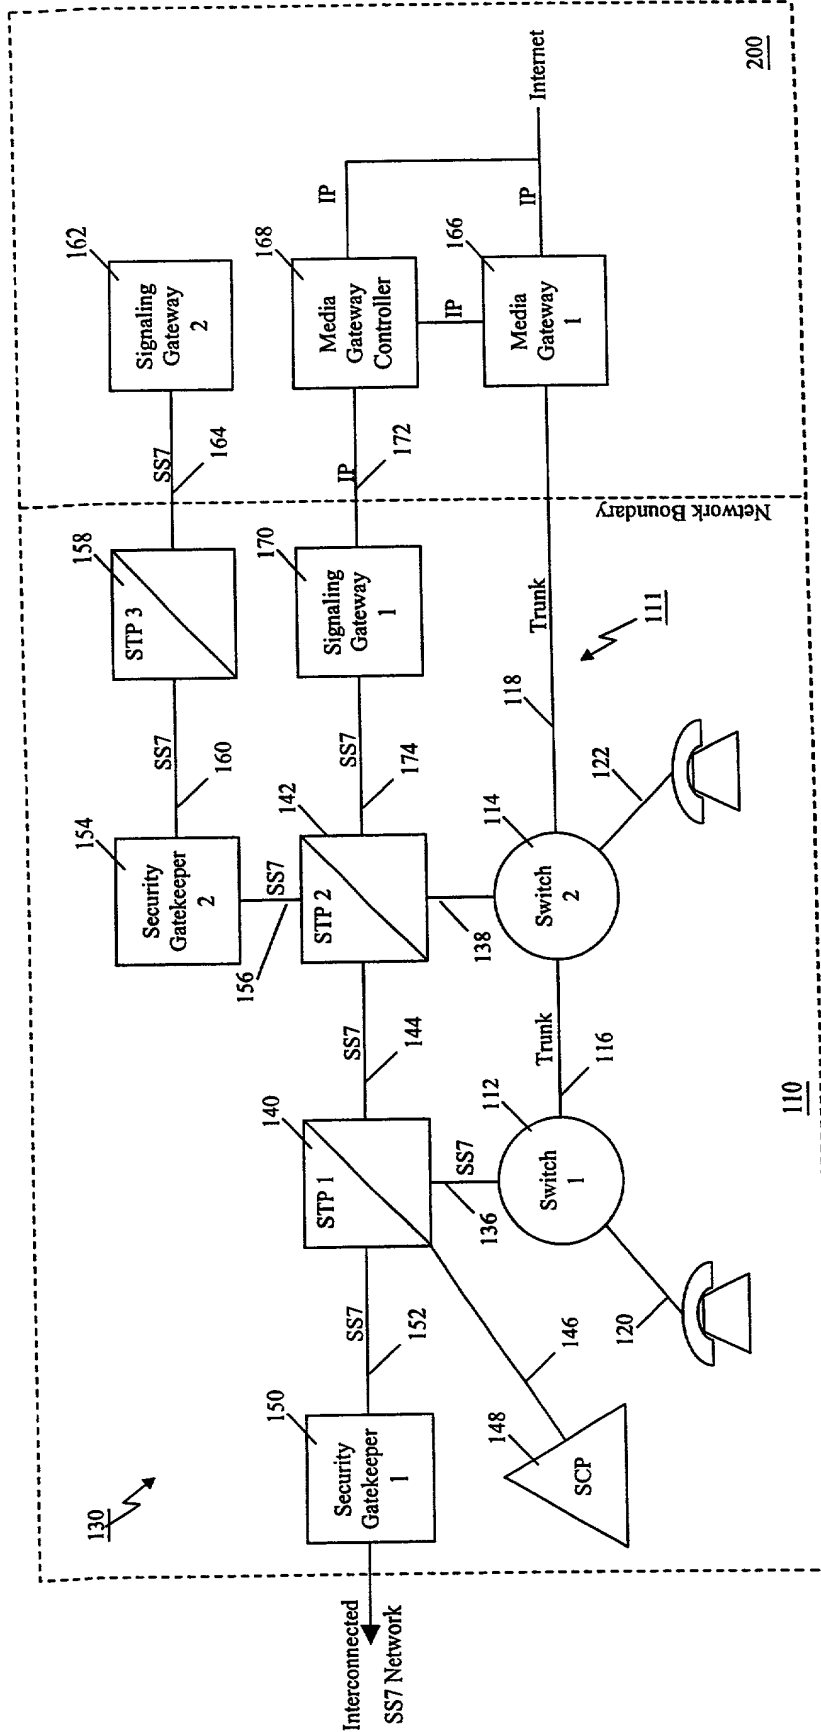 130
Interconnected
SS7 Network
150
Security
Gatekeeper
1
SS7
152
148
SCP
146
140
STP 1
SS7
144
136
SS7
112
Switch
1
120
Trunk
116
154
Security
Gatekeeper
2
SS7
156
142
STP 2
138
114
Switch
2
122
SS7
160
158
STP 3
SS7
174
170
Signaling
Gateway
1
118
Trunk
111
110
Network Boundary
SS7
164
162
Signaling
Gateway
2
IP
172
168
Media
Gateway
Controller
IP
166
Media
Gateway
1
IP
IP
Internet
200